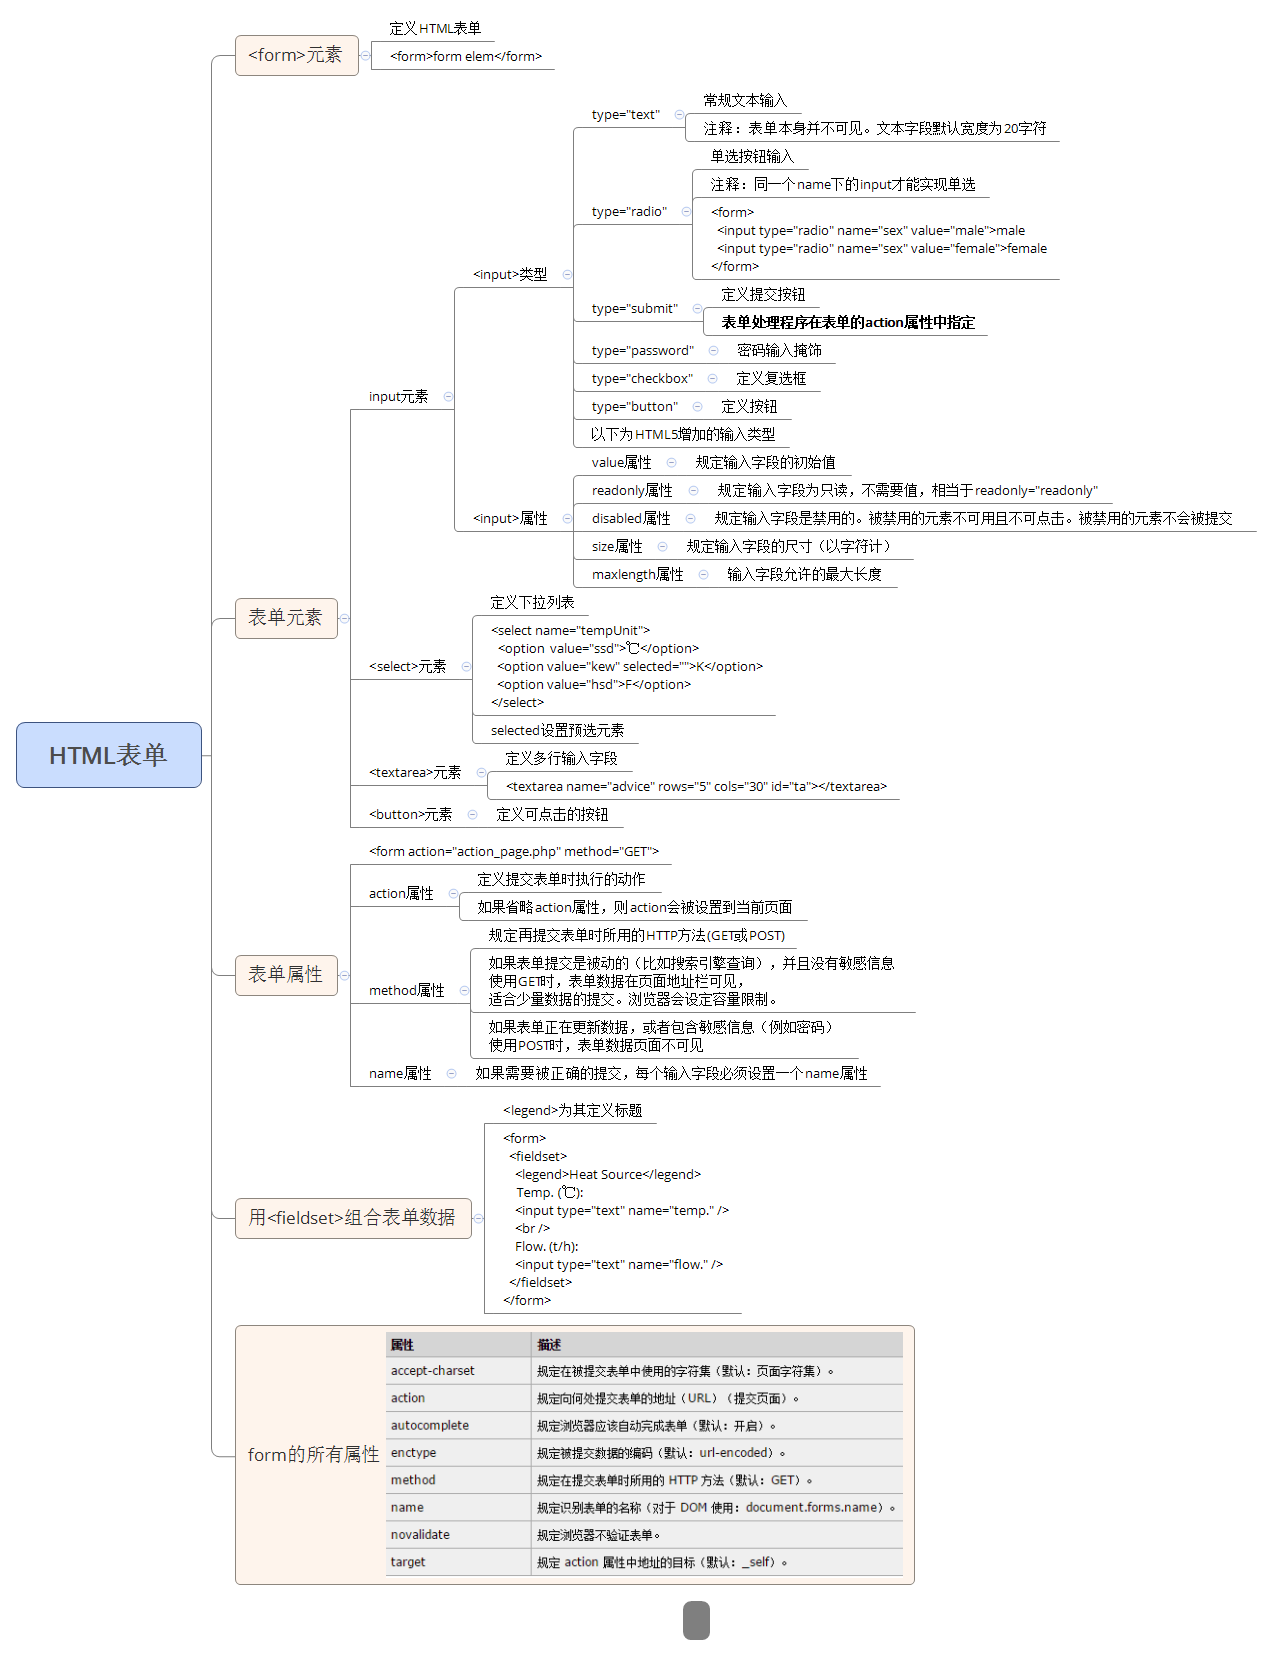 HTML表单
<form>元素
定义HTML表单
<form>form elem</form>
表单元素
input元素
<input>类型
type="text"
常规文本输入
注释：表单本身并不可见。文本字段默认宽度为20字符
type="radio"
单选按钮输入
注释：同一个name下的input才能实现单选
<form>
<input type="radio" name="sex" value="male">male
<input type="radio" name="sex" value="female">female
</form>
type="submit"
定义提交按钮
表单处理程序在表单的action属性中指定
type="password"
密码输入掩饰
type="checkbox"
定义复选框
type="button"
定义按钮
以下为HTML5增加的输入类型
<input>属性
value属性
规定输入字段的初始值
readonly属性
规定输入字段为只读，不需要值，相当于readonly="readonly"
disabled属性
规定输入字段是禁用的。被禁用的元素不可用且不可点击。被禁用的元素不会被提交
size属性
规定输入字段的尺寸（以字符计）
maxlength属性
输入字段允许的最大长度
<select>元素
定义下拉列表
<select name="tempUnit">
<option value="ssd">℃</option>
<option value="kew" selected="">K</option>
<option value="hsd">F</option>
</select>
selected设置预选元素
<textarea>元素
定义多行输入字段
<textarea name="advice" rows="5" cols="30" id="ta"></textarea>
<button>元素
定义可点击的按钮
表单属性
<form action="action_page.php" method="GET">
action属性
定义提交表单时执行的动作
如果省略action属性，则action会被设置到当前页面
method属性
规定再提交表单时所用的HTTP方法(GET或POST)
如果表单提交是被动的（比如搜索引擎查询），并且没有敏感信息
使用GET时，表单数据在页面地址栏可见，
适合少量数据的提交。浏览器会设定容量限制。
如果表单正在更新数据，或者包含敏感信息（例如密码）
使用POST时，表单数据页面不可见
name属性
如果需要被正确的提交，每个输入字段必须设置一个name属性
用<fieldset>组合表单数据
<legend>为其定义标题
<form>
<fieldset>
<legend>Heat Source</legend>
Temp. (℃):
<input type="text" name="temp." />
<br />
Flow. (t/h):
<input type="text" name="flow." />
</fieldset>
</form>
form的所有属性
属性 描述
accept-charset 规定在被提交表单中使用的字符集（默认：页面字符集）。
action 规定向何处提交表单的地址（URL）（提交页面）。
autocomplete 规定浏览器应该自动完成表单（默认：开启）。
enctype 规定被提交数据的编码（默认：url-encoded）。
method 规定在提交表单时所用的 HTTP 方法（默认：GET）。
name 规定识别表单的名称（对于 DOM 使用：document.forms.name）。
novalidate 规定浏览器不验证表单。
target 规定 action 属性中地址的目标（默认：_self）。